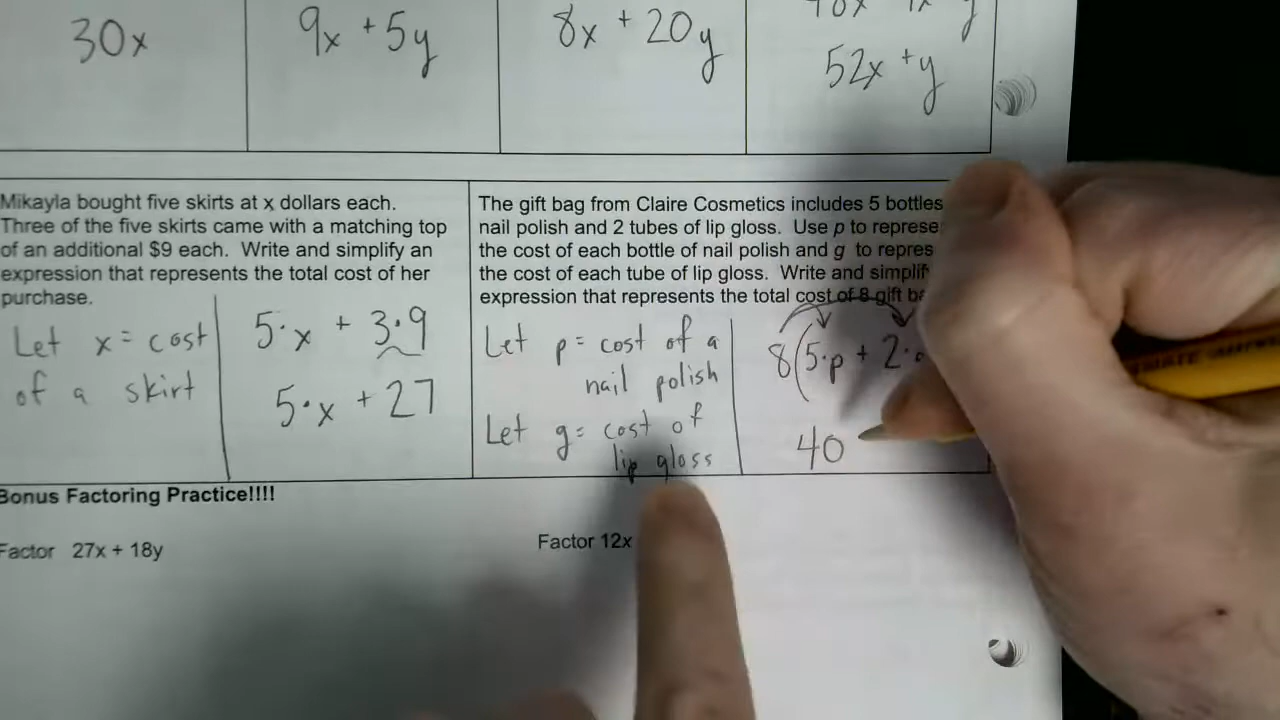 30x
9x + 5y
8x + 20y
52x + y
Mikayla bought five skirts at x dollars each.
Three of the five skirts came with a matching top
of an additional $9 each. Write and simplify an
expression that represents the total cost of her
purchase.
Let x = cost
of a skirt
5·x + 3·9
5·x + 27
The gift bag from Claire Cosmetics includes 5 bottles
nail polish and 2 tubes of lip gloss. Use p to represe
the cost of each bottle of nail polish and g to repres
the cost of each tube of lip gloss. Write and simplif
expression that represents the total cost of 8 gift ba
Let p = cost of a
nail polish
Let g = cost of
lip gloss
8(5·p + 2·
40
Bonus Factoring Practice!!!!
Factor 27x + 18y
Factor 12x